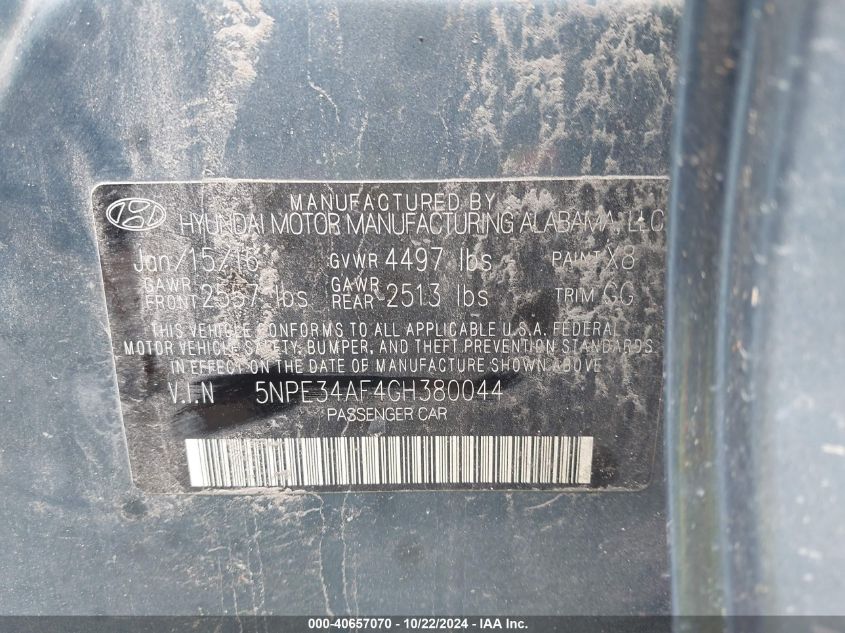 MANUFACTURED BY
HYUNDAI MOTOR MANUFACTURING ALABAMA, LLC
Jan/15/16 GVWR 4497 lbs PAINT X8
GAWR FRONT 2557 lbs GAWR REAR 2513 lbs TRIM GG
THIS VEHICLE CONFORMS TO ALL APPLICABLE U.S.A. FEDERAL
MOTOR VEHICLE SAFETY, BUMPER, AND THEFT PREVENTION STANDARDS
IN EFFECT ON THE DATE OF MANUFACTURE SHOWN ABOVE
V.I.N 5NPE34AF4GH380044
PASSENGER CAR
000-40657070 - 10/22/2024 - IAA Inc.